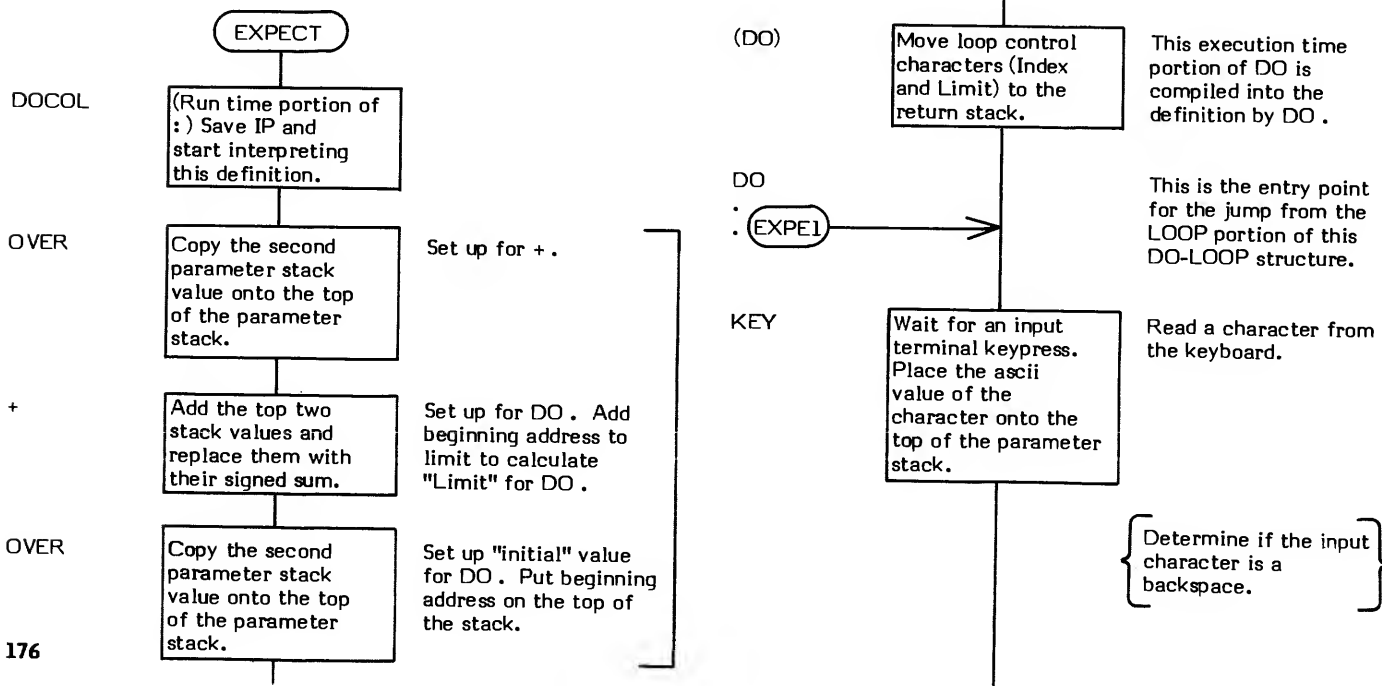 EXPECT
DOCOL
(Run time portion of
: ) Save IP and
start interpreting
this definition.
OVER
Copy the second
parameter stack
value onto the top
of the parameter
stack.
Set up for + .
+
Add the top two
stack values and
replace them with
their signed sum.
Set up for DO . Add
beginning address to
limit to calculate
"Limit" for DO .
OVER
Copy the second
parameter stack
value onto the top
of the parameter
stack.
Set up "initial" value
for DO . Put beginning
address on the top of
the stack.
176
(DO)
Move loop control
characters (Index
and Limit) to the
return stack.
This execution time
portion of DO is
compiled into the
definition by DO .
DO
.
. EXPE1
This is the entry point
for the jump from the
LOOP portion of this
DO-LOOP structure.
KEY
Wait for an input
terminal keypress.
Place the ascii
value of the
character onto the
top of the parameter
stack.
Read a character from
the keyboard.
Determine if the input
character is a
backspace.